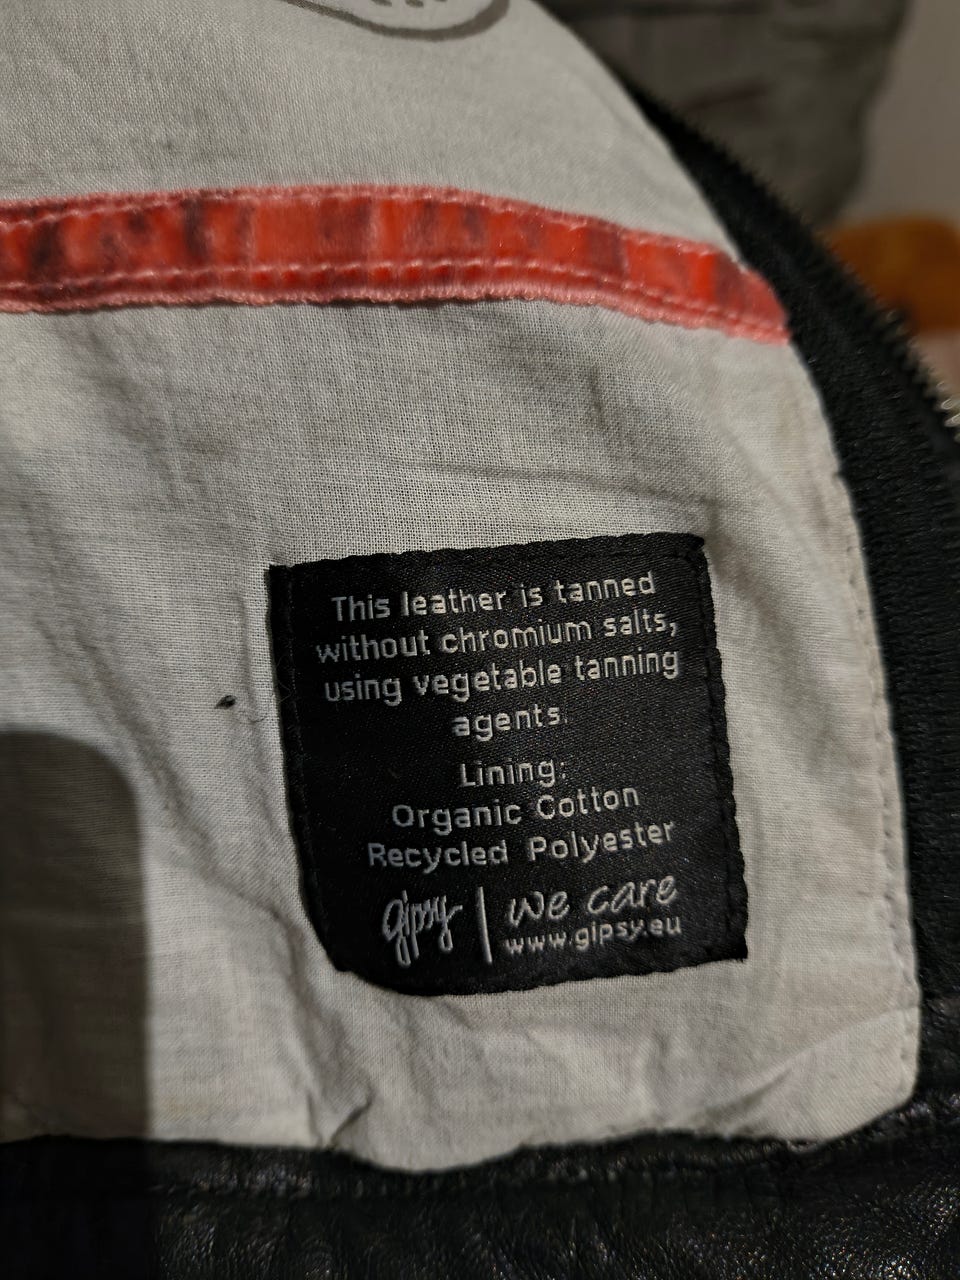 This leather is tanned
without chromium salts,
using vegetable tanning
agents.
Lining:
Organic Cotton
Recycled Polyester
gipsy | we care
www.gipsy.eu